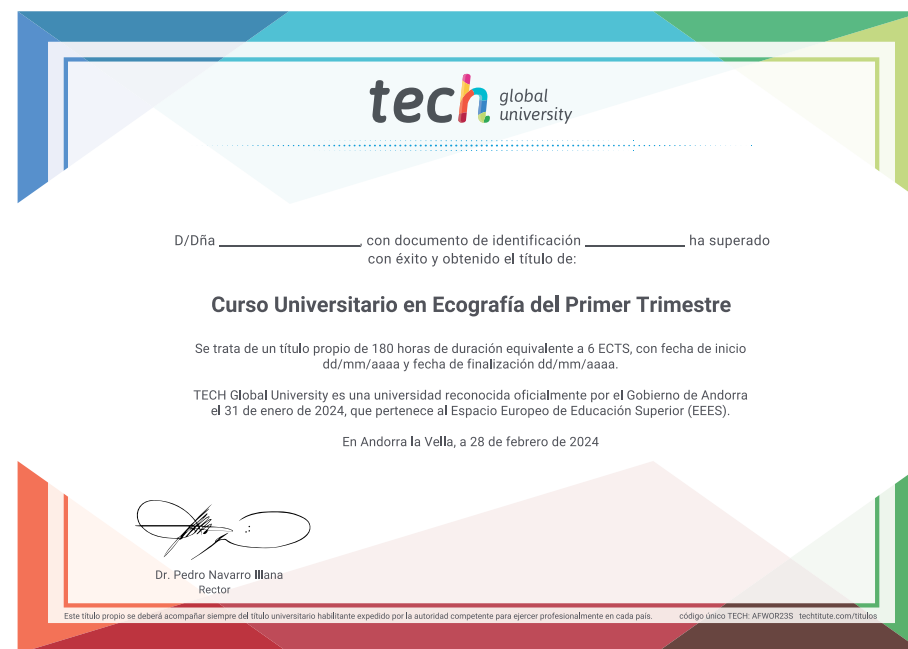 tech global university
D/Dña ________________, con documento de identificación ____________ ha superado
con éxito y obtenido el título de:
Curso Universitario en Ecografía del Primer Trimestre
Se trata de un título propio de 180 horas de duración equivalente a 6 ECTS, con fecha de inicio
dd/mm/aaaa y fecha de finalización dd/mm/aaaa.
TECH Global University es una universidad reconocida oficialmente por el Gobierno de Andorra
el 31 de enero de 2024, que pertenece al Espacio Europeo de Educación Superior (EEES).
En Andorra la Vella, a 28 de febrero de 2024
Dr. Pedro Navarro Illana
Rector
Este título propio se deberá acompañar siempre del título universitario habilitante expedido por la autoridad competente para ejercer profesionalmente en cada país. código único TECH: AFWOR23S techtitute.com/titulos